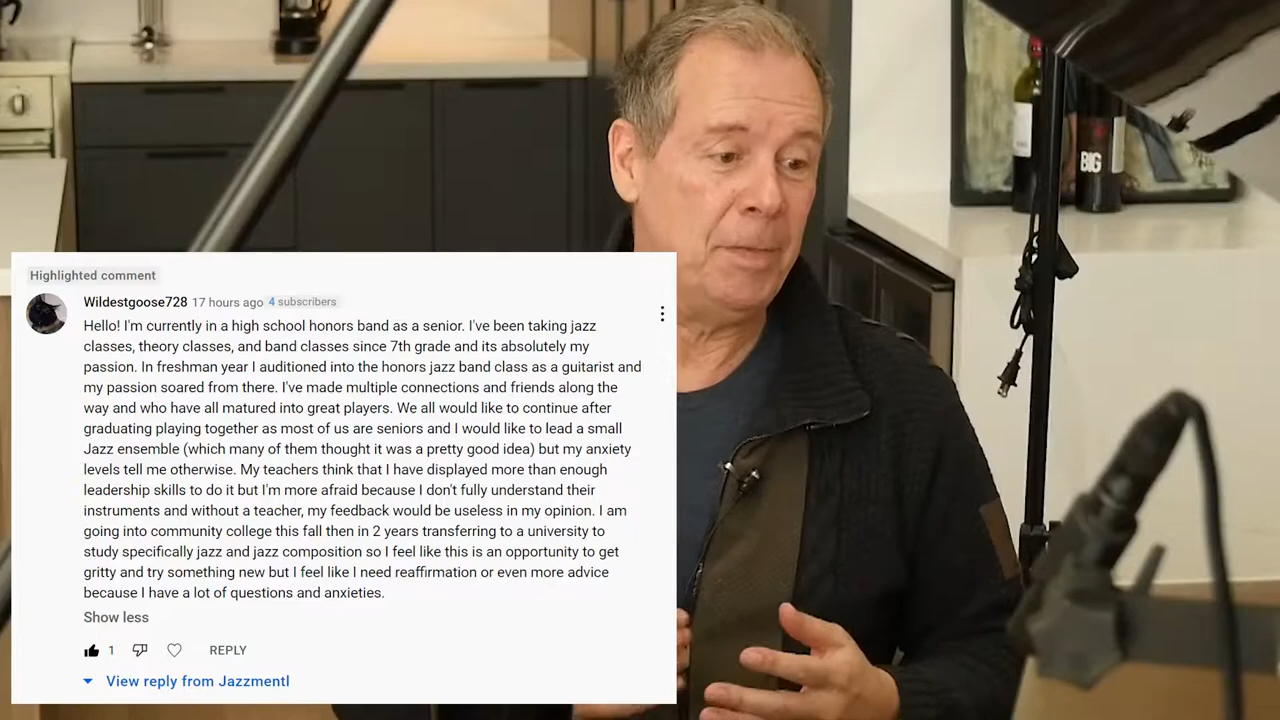 BIG
Highlighted comment
Wildestgoose728 17 hours ago 4 subscribers
Hello! I'm currently in a high school honors band as a senior. I've been taking jazz
classes, theory classes, and band classes since 7th grade and its absolutely my
passion. In freshman year I auditioned into the honors jazz band class as a guitarist and
my passion soared from there. I've made multiple connections and friends along the
way and who have all matured into great players. We all would like to continue after
graduating playing together as most of us are seniors and I would like to lead a small
Jazz ensemble (which many of them thought it was a pretty good idea) but my anxiety
levels tell me otherwise. My teachers think that I have displayed more than enough
leadership skills to do it but I'm more afraid because I don't fully understand their
instruments and without a teacher, my feedback would be useless in my opinion. I am
going into community college this fall then in 2 years transferring to a university to
study specifically jazz and jazz composition so I feel like this is an opportunity to get
gritty and try something new but I feel like I need reaffirmation or even more advice
because I have a lot of questions and anxieties.
Show less
1 REPLY
View reply from Jazzmentl